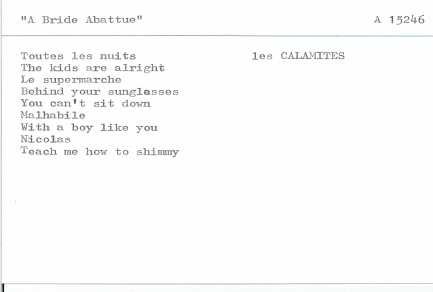 "A Bride Abattue"
A 15246
Toutes les nuits
les CALAMITES
The kids are alright
Le supermarche
Behind your sunglasses
You can't sit down
Malhabile
With a boy like you
Nicolas
Teach me how to shimmy